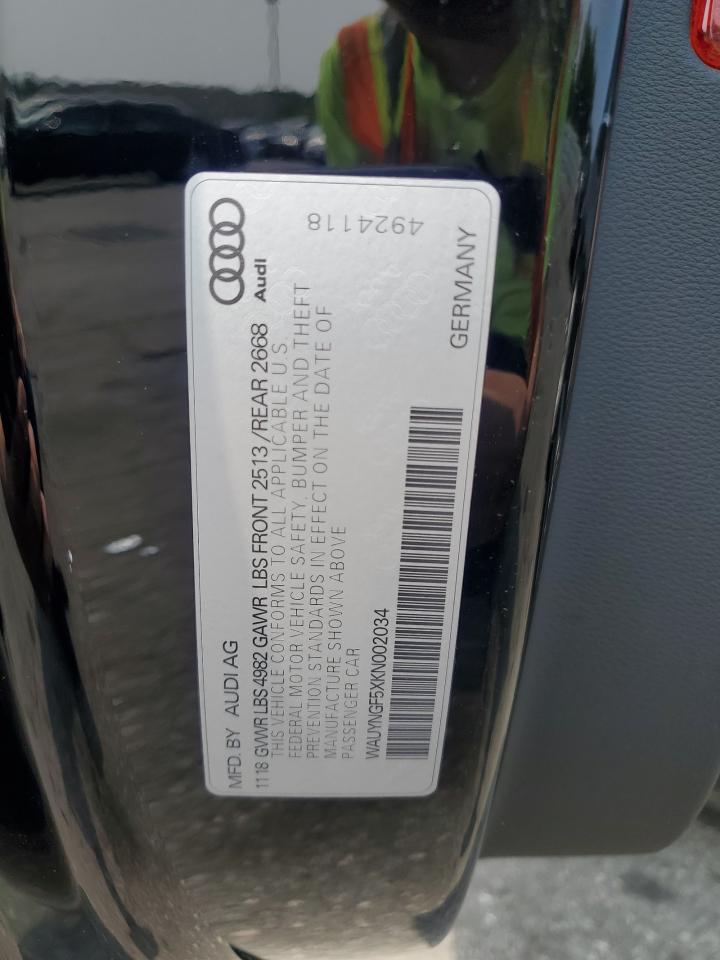 MFD. BY AUDI AG
Audi
1118 GVWR LBS 4982 GAWR LBS FRONT 2513 /REAR 2668
THIS VEHICLE CONFORMS TO ALL APPLICABLE U.S.
FEDERAL MOTOR VEHICLE SAFETY, BUMPER AND THEFT
PREVENTION STANDARDS IN EFFECT ON THE DATE OF
MANUFACTURE SHOWN ABOVE
PASSENGER CAR
WAUYNGF5XKN002034
GERMANY
4924118